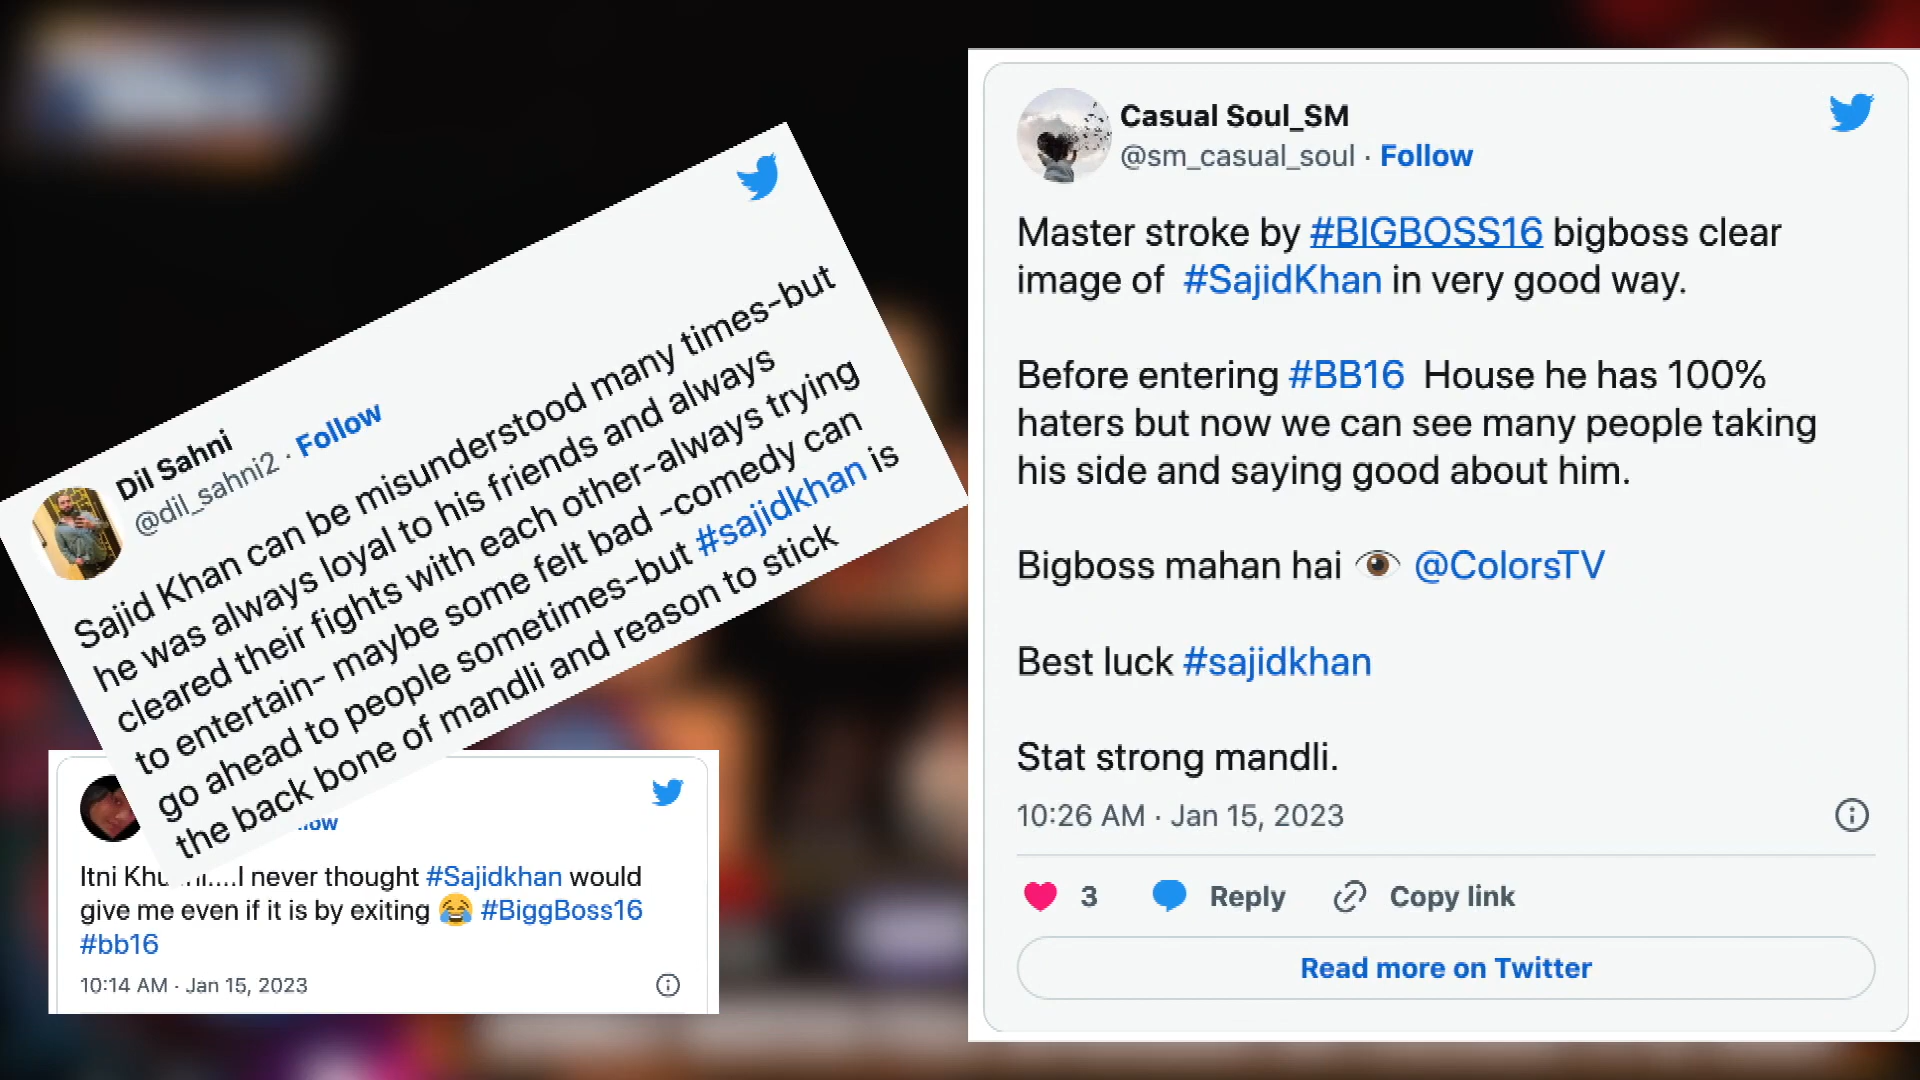 Dil Sahni
@dil_sahni2 · Follow
Sajid Khan can be misunderstood many times-but
he was always loyal to his friends and always
cleared their fights with each other-always trying
to entertain- maybe some felt bad -comedy can
go ahead to people sometimes-but #sajidkhan is
the back bone of mandli and reason to stick
Itni ....I never thought #Sajidkhan would
give me even if it is by exiting 😂 #BiggBoss16
#bb16
10:14 AM · Jan 15, 2023
Casual Soul_SM
@sm_casual_soul · Follow
Master stroke by #BIGBOSS16 bigboss clear
image of #SajidKhan in very good way.
Before entering #BB16 House he has 100%
haters but now we can see many people taking
his side and saying good about him.
Bigboss mahan hai 👁 @ColorsTV
Best luck #sajidkhan
Stat strong mandli.
10:26 AM · Jan 15, 2023
3 Reply Copy link
Read more on Twitter